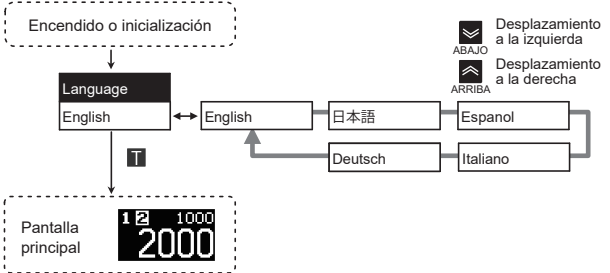 Encendido o inicialización
Desplazamiento
a la izquierda
ABAJO
Desplazamiento
a la derecha
ARRIBA
Language
English
English
日本語
Espanol
Deutsch
Italiano
T
Pantalla
principal
1 2 1000
2000